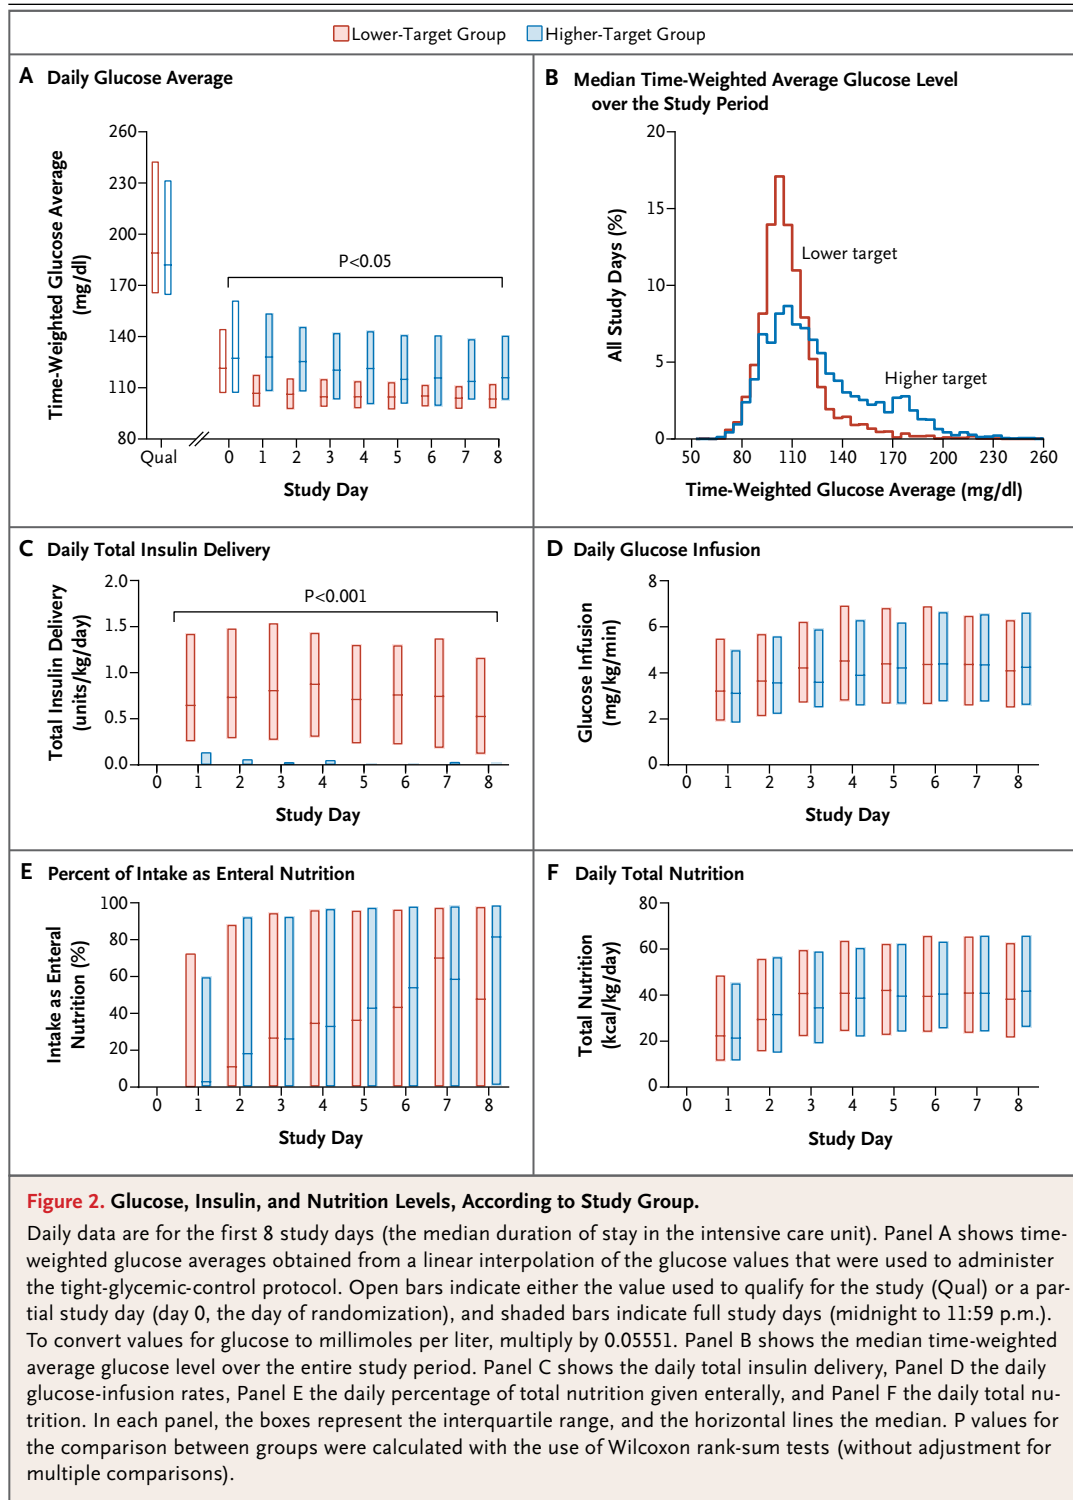 Lower-Target Group Higher-Target Group
A Daily Glucose Average
Time-Weighted Glucose Average
(mg/dl)
260
230
200
170
140
110
80
P<0.05
Qual 0 1 2 3 4 5 6 7 8
Study Day
B Median Time-Weighted Average Glucose Level
over the Study Period
All Study Days (%)
20
15
10
5
0
Lower target
Higher target
50 80 110 140 170 200 230 260
Time-Weighted Glucose Average (mg/dl)
C Daily Total Insulin Delivery
Total Insulin Delivery
(units/kg/day)
2.0
1.5
1.0
0.5
0.0
P<0.001
0 1 2 3 4 5 6 7 8
Study Day
D Daily Glucose Infusion
Glucose Infusion
(mg/kg/min)
8
6
4
2
0
0 1 2 3 4 5 6 7 8
Study Day
E Percent of Intake as Enteral Nutrition
Intake as Enteral
Nutrition (%)
100
80
60
40
20
0
0 1 2 3 4 5 6 7 8
Study Day
F Daily Total Nutrition
Total Nutrition
(kcal/kg/day)
80
60
40
20
0
0 1 2 3 4 5 6 7 8
Study Day
Figure 2. Glucose, Insulin, and Nutrition Levels, According to Study Group.
Daily data are for the first 8 study days (the median duration of stay in the intensive care unit). Panel A shows time-
weighted glucose averages obtained from a linear interpolation of the glucose values that were used to administer
the tight-glycemic-control protocol. Open bars indicate either the value used to qualify for the study (Qual) or a par-
tial study day (day 0, the day of randomization), and shaded bars indicate full study days (midnight to 11:59 p.m.).
To convert values for glucose to millimoles per liter, multiply by 0.05551. Panel B shows the median time-weighted
average glucose level over the entire study period. Panel C shows the daily total insulin delivery, Panel D the daily
glucose-infusion rates, Panel E the daily percentage of total nutrition given enterally, and Panel F the daily total nu-
trition. In each panel, the boxes represent the interquartile range, and the horizontal lines the median. P values for
the comparison between groups were calculated with the use of Wilcoxon rank-sum tests (without adjustment for
multiple comparisons).